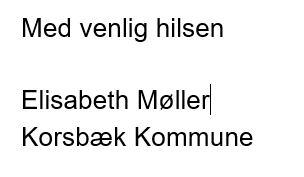 Med venlig hilsen
Elisabeth Møller
Korsbæk Kommune